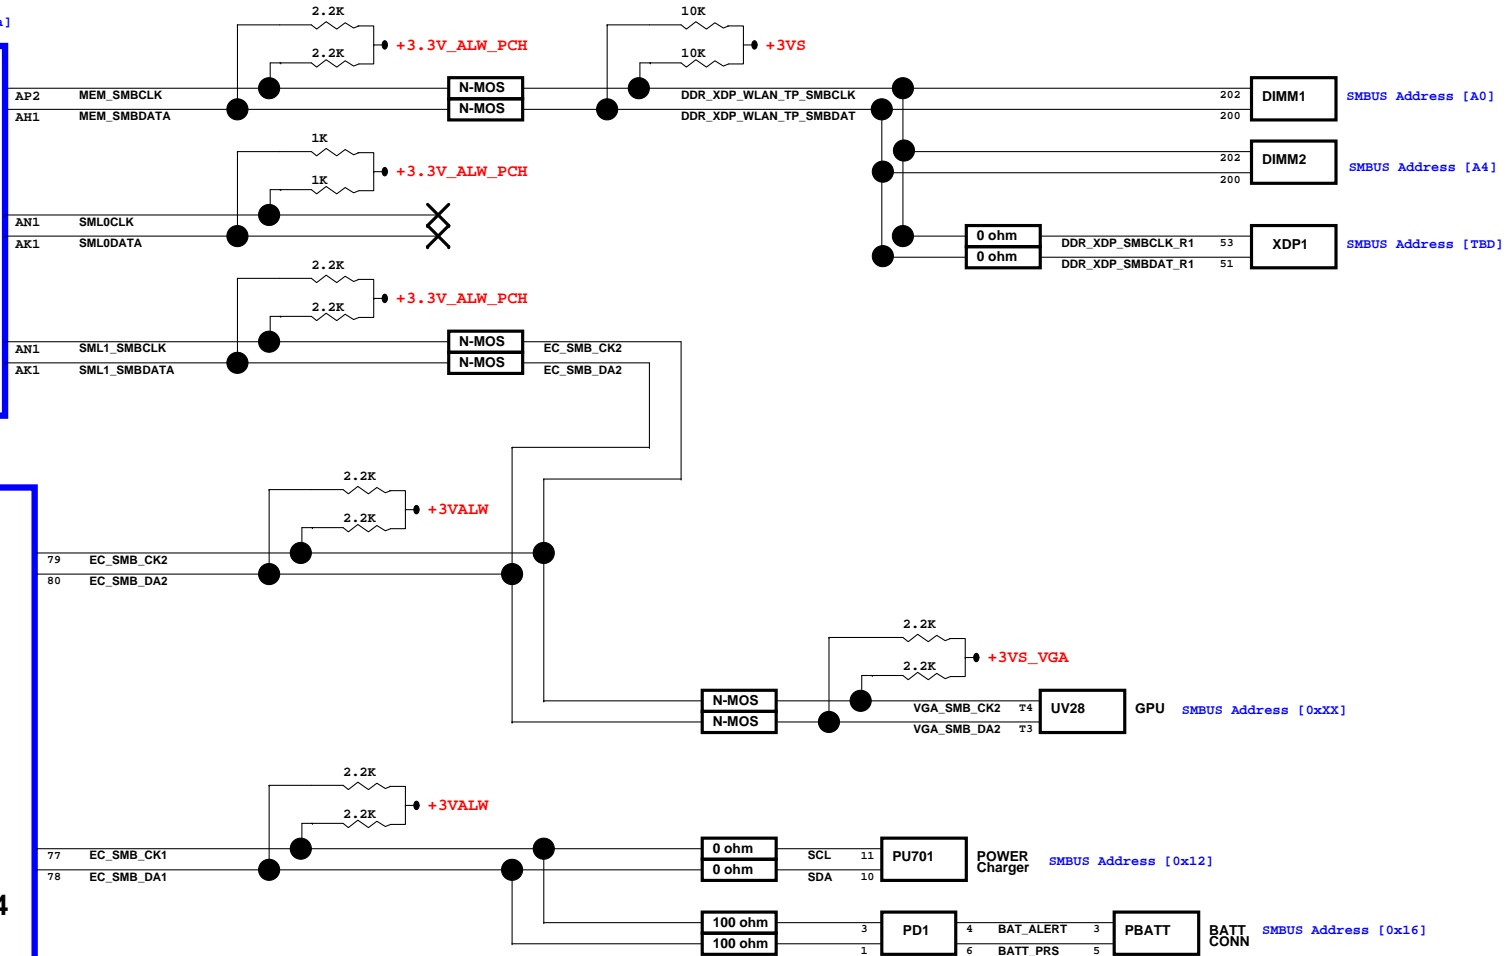 ]
2.2K
2.2K
+3.3V_ALW_PCH
10K
10K
+3VS
AP2 MEM_SMBCLK
AH1 MEM_SMBDATA
N-MOS
N-MOS
DDR_XDP_WLAN_TP_SMBCLK
DDR_XDP_WLAN_TP_SMBDAT
202 DIMM1 SMBUS Address [A0]
200
1K
1K
+3.3V_ALW_PCH
202 DIMM2 SMBUS Address [A4]
200
AN1 SML0CLK
AK1 SML0DATA
0 ohm DDR_XDP_SMBCLK_R1 53 XDP1 SMBUS Address [TBD]
0 ohm DDR_XDP_SMBDAT_R1 51
2.2K
2.2K
+3.3V_ALW_PCH
AN1 SML1_SMBCLK N-MOS EC_SMB_CK2
AK1 SML1_SMBDATA N-MOS EC_SMB_DA2
2.2K
2.2K
+3VALW
79 EC_SMB_CK2
80 EC_SMB_DA2
2.2K
2.2K
+3VS_VGA
N-MOS VGA_SMB_CK2 T4 UV28 GPU SMBUS Address [0xXX]
N-MOS VGA_SMB_DA2 T3
2.2K
2.2K
+3VALW
77 EC_SMB_CK1 0 ohm SCL 11 PU701 POWER
Charger SMBUS Address [0x12]
78 EC_SMB_DA1 0 ohm SDA 10
4
100 ohm 3 PD1 4 BAT_ALERT 3 PBATT BATT
CONN SMBUS Address [0x16]
100 ohm 1 6 BATT_PRS 5